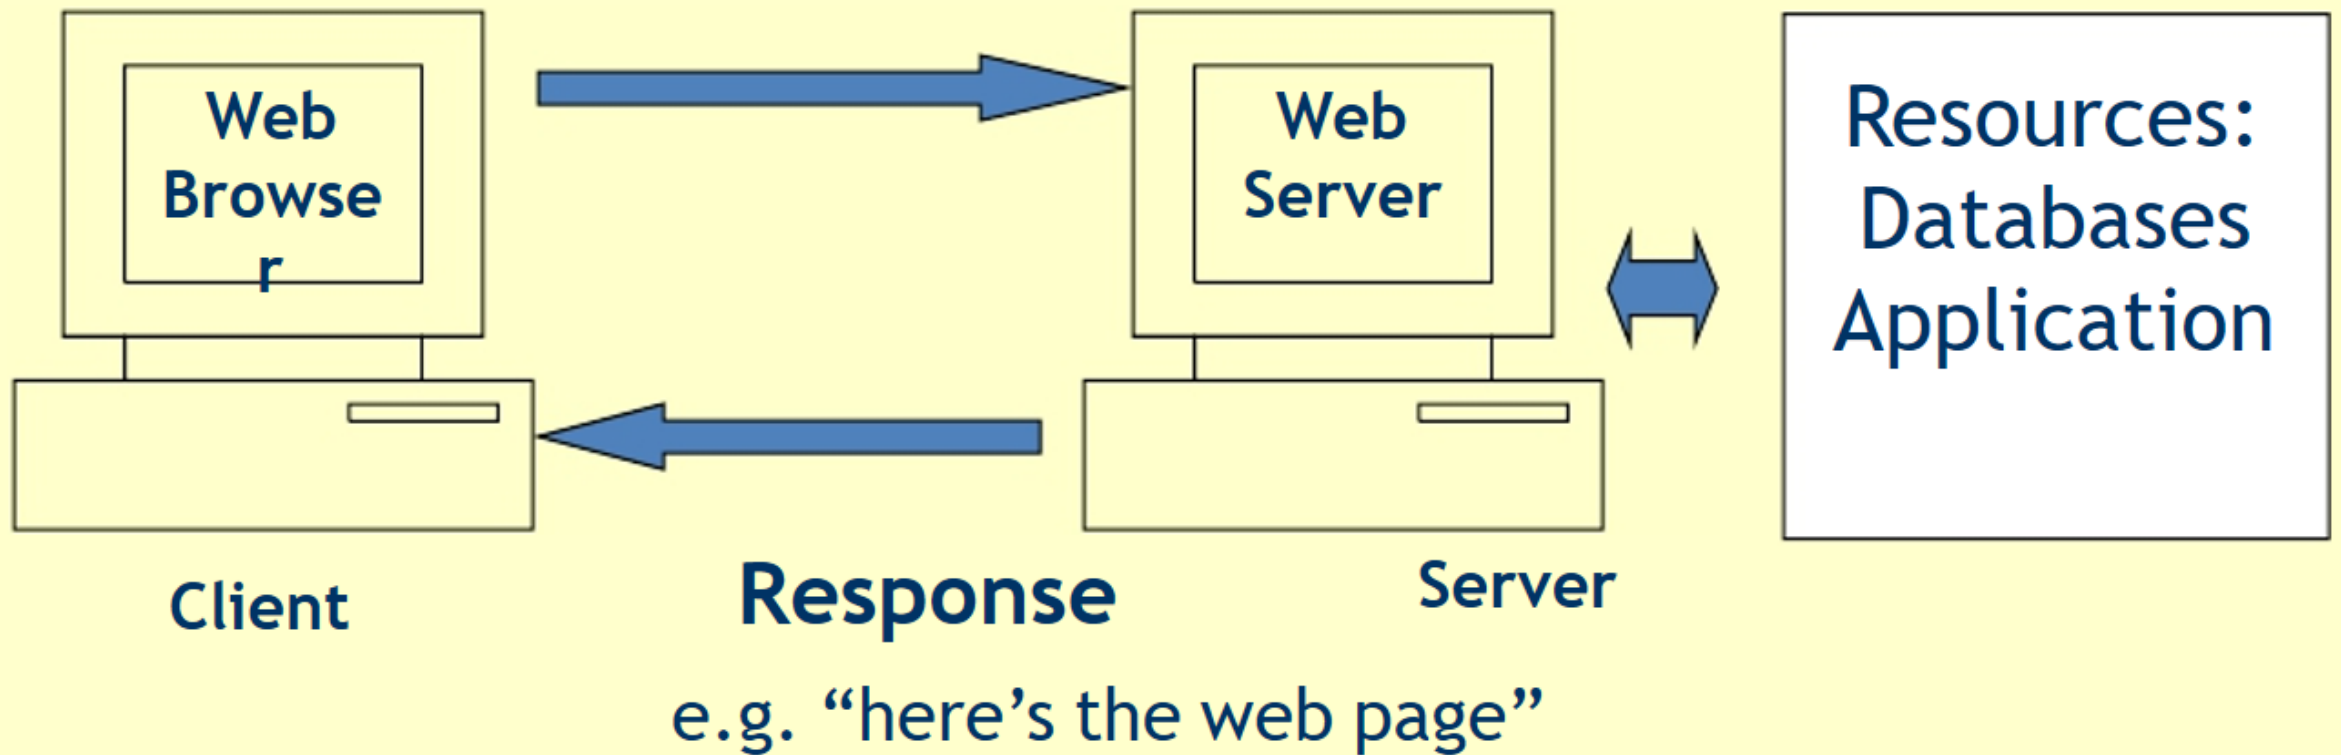 Web
Browse
r
Web
Server
Resources:
Databases
Application
Client
Response
Server
e.g. “here’s the web page”